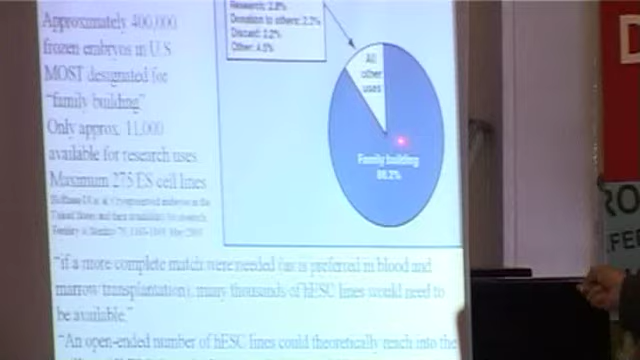 Approximately 400,000
frozen embryos in U.S
MOST designated for
"family building"
Only approx. 11,000
available for research uses.
Maximum 275 ES cell lines
Research: 2.8%
Donation to others: 2.3%
Discard: 2.2%
Other: 4.5%
All
other
uses
Family building
88.2%
"if a more complete match were needed (as is preferred in blood and
marrow transplantation), many thousands of hESC lines would need to
be available."
"An open-ended number of hESC lines could theoretically reach into the
D
RO